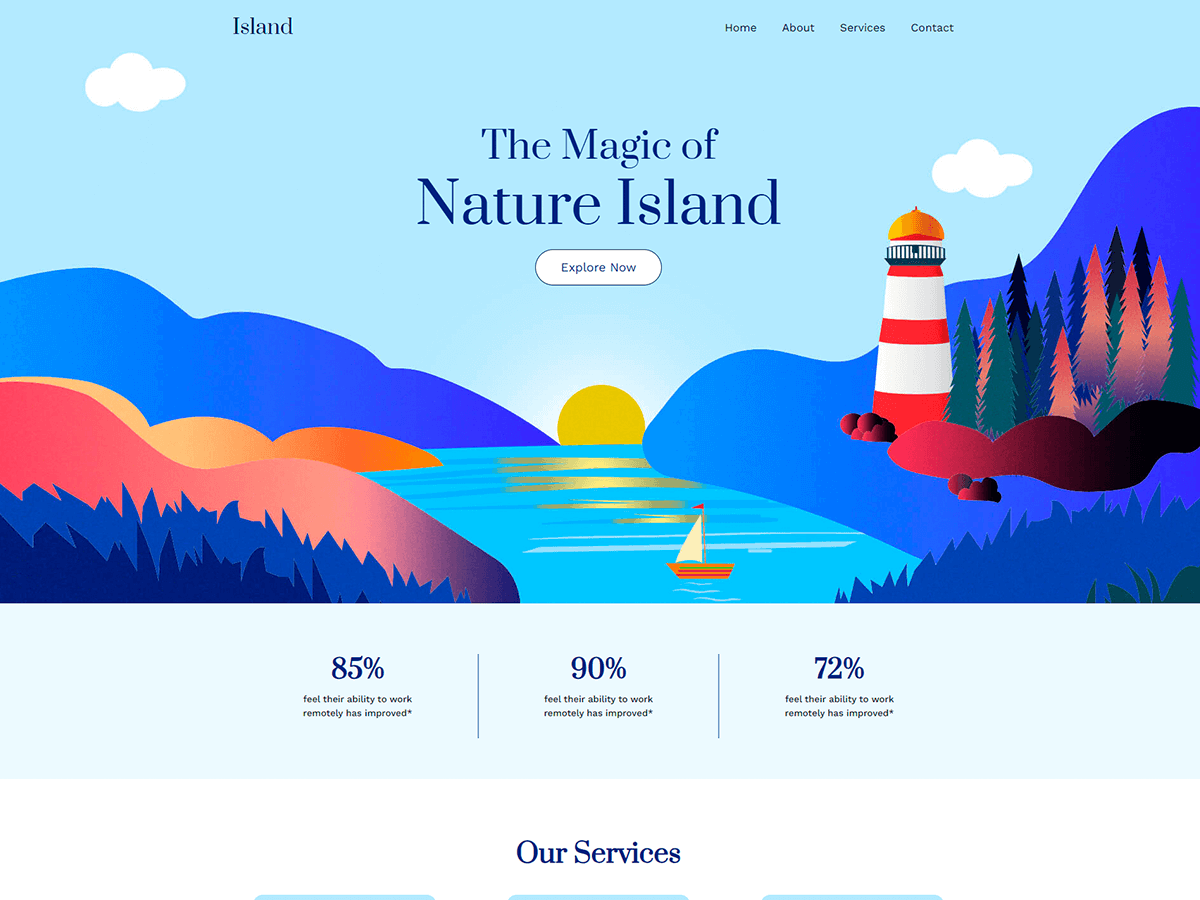 Island
Home About Services Contact
The Magic of
Nature Island
Explore Now
85%
feel their ability to work
remotely has improved*
90%
feel their ability to work
remotely has improved*
72%
feel their ability to work
remotely has improved*
Our Services